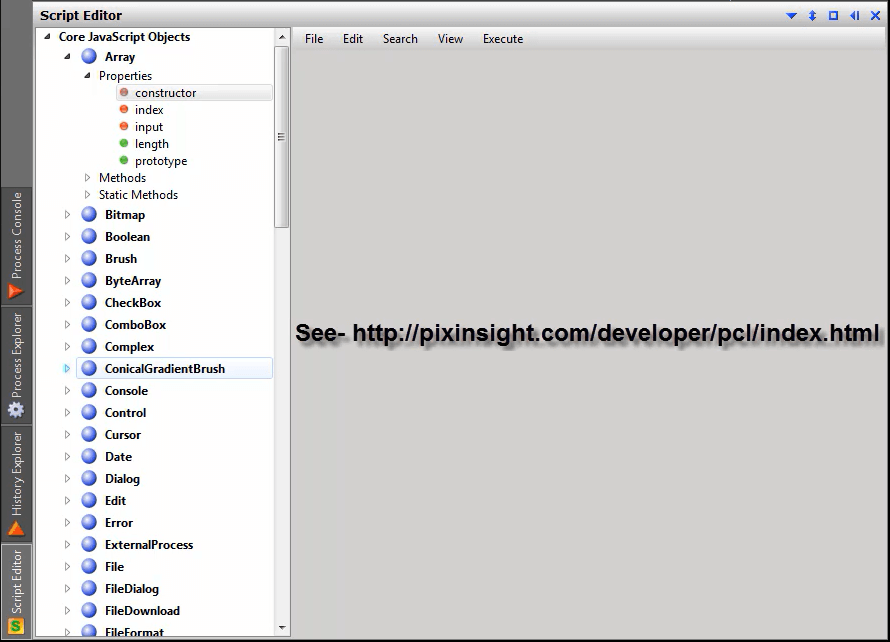 Script Editor
Core JavaScript Objects
Array
Properties
constructor
index
input
length
prototype
Methods
Static Methods
Bitmap
Boolean
Brush
ByteArray
CheckBox
ComboBox
Complex
ConicalGradientBrush
Console
Control
Cursor
Date
Dialog
Edit
Error
ExternalProcess
File
FileDialog
FileDownload
FileFormat
File Edit Search View Execute
See- http://pixinsight.com/developer/pcl/index.html
Process Console
Process Explorer
History Explorer
Script Editor
S